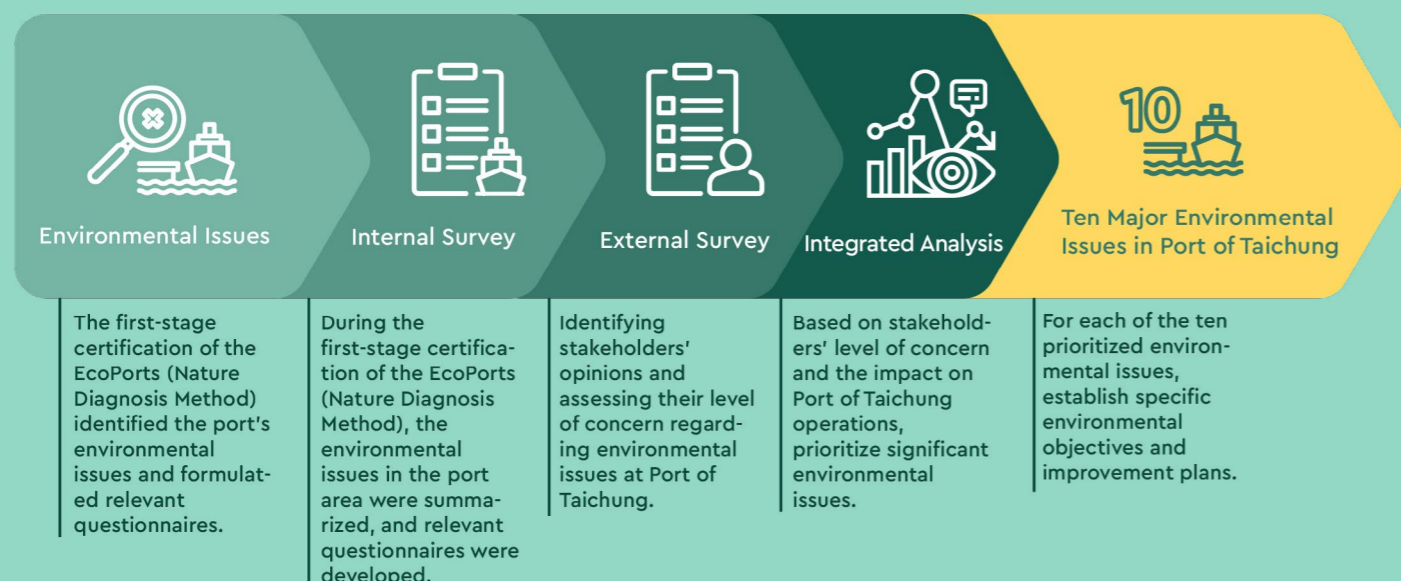 Environmental Issues
The first-stage
certification of the
EcoPorts (Nature
Diagnosis Method)
identified the port's
environmental
issues and formulat-
ed relevant
questionnaires.
Internal Survey
During the
first-stage certifica-
tion of the EcoPorts
(Nature Diagnosis
Method), the
environmental
issues in the port
area were summa-
rized, and relevant
questionnaires were
developed.
External Survey
Identifying
stakeholders'
opinions and
assessing their level
of concern regard-
ing environmental
issues at Port of
Taichung.
Integrated Analysis
Based on stakehold-
ers' level of concern
and the impact on
Port of Taichung
operations,
prioritize significant
environmental
issues.
10
Ten Major Environmental
Issues in Port of Taichung
For each of the ten
prioritized environ-
mental issues,
establish specific
environmental
objectives and
improvement plans.